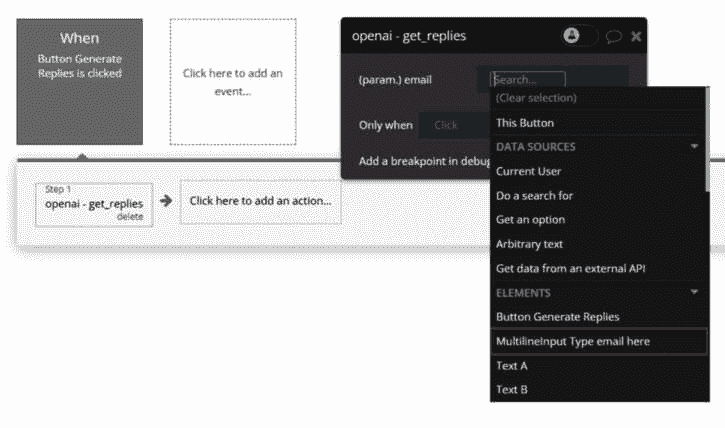 When
Button Generate
Replies is clicked
Click here to add an
event...
Step 1
openai - get_replies
delete
Click here to add an action...
openai - get_replies
(param.) email
Search...
Only when
Click
Add a breakpoint in debug
(Clear selection)
This Button
DATA SOURCES
Current User
Do a search for
Get an option
Arbitrary text
Get data from an external API
ELEMENTS
Button Generate Replies
MultilineInput Type email here
Text A
Text B